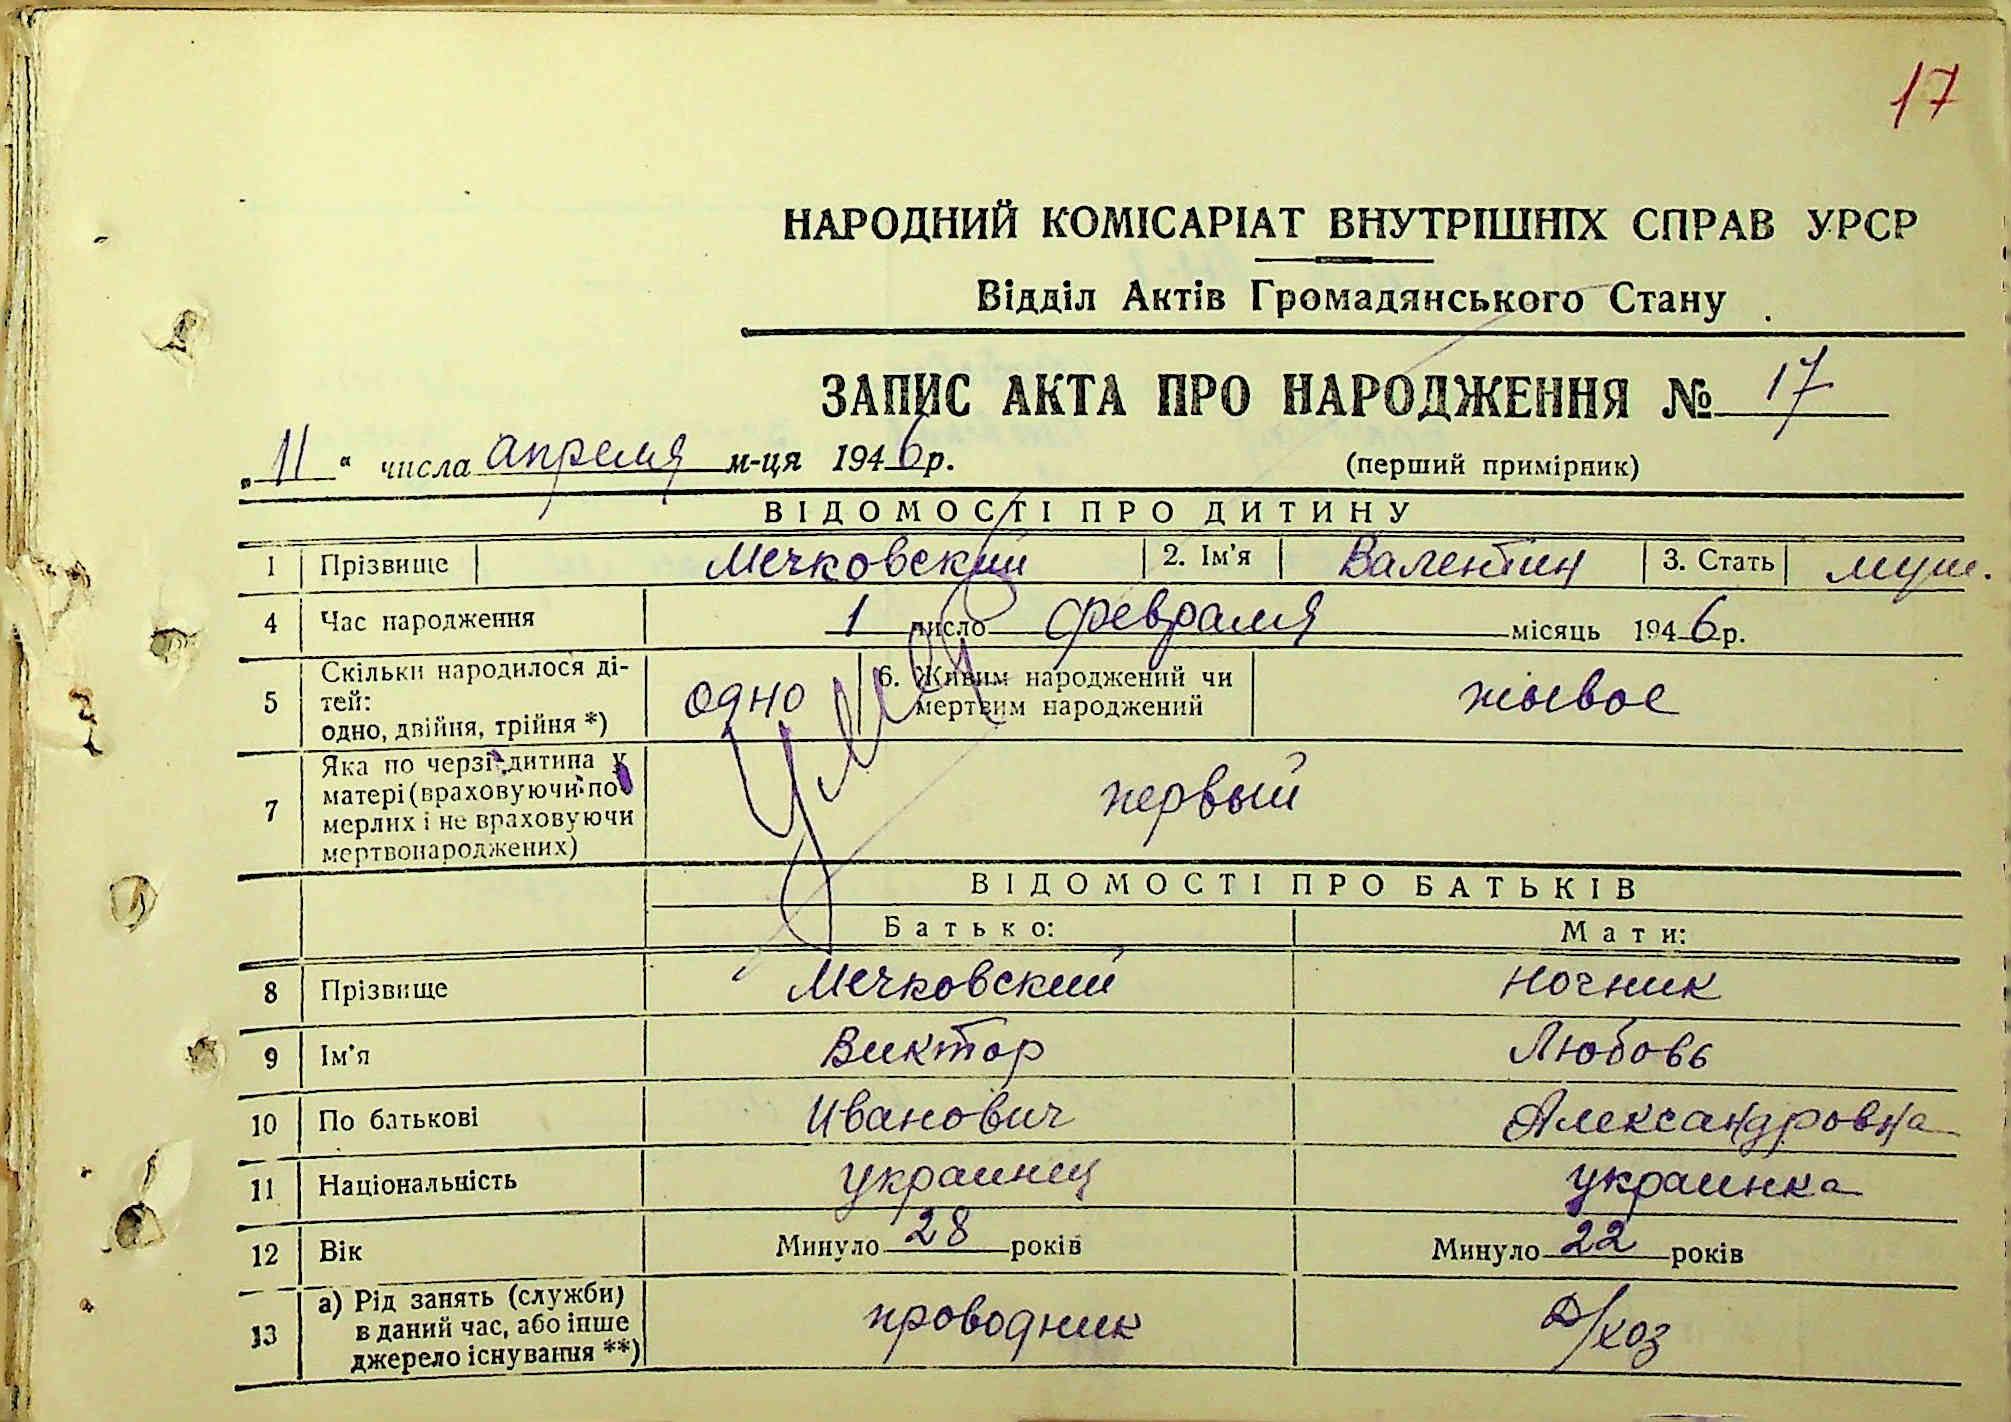 17
НАРОДНИЙ КОМІСАРІАТ ВНУТРІШНІХ СПРАВ УРСР
Відділ Актів Громадянського Стану
ЗАПИС АКТА ПРО НАРОДЖЕННЯ № 17
„11“ числа апреля м-ця 1946 р. (перший примірник)
ВІДОМОСТІ ПРО ДИТИНУ
1 Прізвище Мечковский 2. Ім'я Валентин 3. Стать муж.
4 Час народження 1 число февраля місяць 1946 р.
5 Скільки народилося ді-
тей:
одно, двійня, трійня *) одно 6. Живим народжений чи
мертвим народжений живое
Умер
7 Яка по черзі дитина у
матері (враховуючи по-
мерлих і не враховуючи
мертвонароджених) первый
ВІДОМОСТІ ПРО БАТЬКІВ
Батько: Мати:
8 Прізвище Мечковский Ночник
9 Ім'я Виктор Любовь
10 По батькові Иванович Александровна
11 Національність украинец украинка
12 Вік Минуло 28 років Минуло 22 років
13 а) Рід занять (служби)
в даний час, або інше
джерело існування **) проводник д/хоз